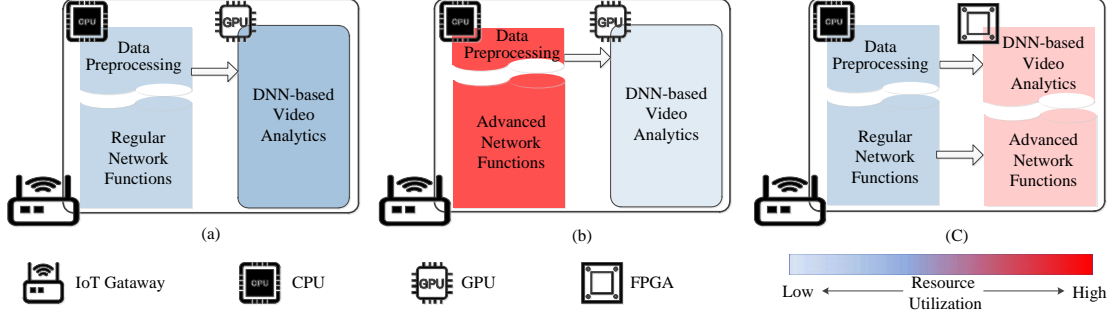 CPU
GPU
Data
Preprocessing
Regular
Network
Functions
DNN-based
Video
Analytics
(a)
CPU
GPU
Data
Preprocessing
Advanced
Network
Functions
DNN-based
Video
Analytics
(b)
CPU
Data
Preprocessing
Regular
Network
Functions
DNN-based
Video
Analytics
Advanced
Network
Functions
(C)
IoT Gataway
CPU
CPU
GPU
GPU
FPGA
Low
Resource
Utilization
High